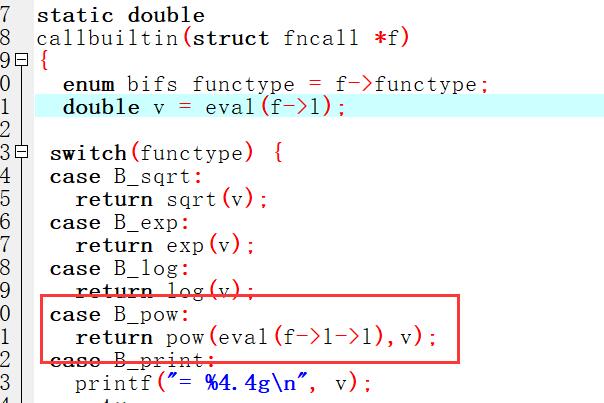 7 static double
8 callbuiltin(struct fncall *f)
9 {
0 enum bifs functype = f->functype;
1 double v = eval(f->l);
2
3 switch(functype) {
4 case B_sqrt:
5 return sqrt(v);
6 case B_exp:
7 return exp(v);
8 case B_log:
9 return log(v);
0 case B_pow:
1 return pow(eval(f->l->l),v);
2 case B_print:
3 printf("= %4.4g\n", v);